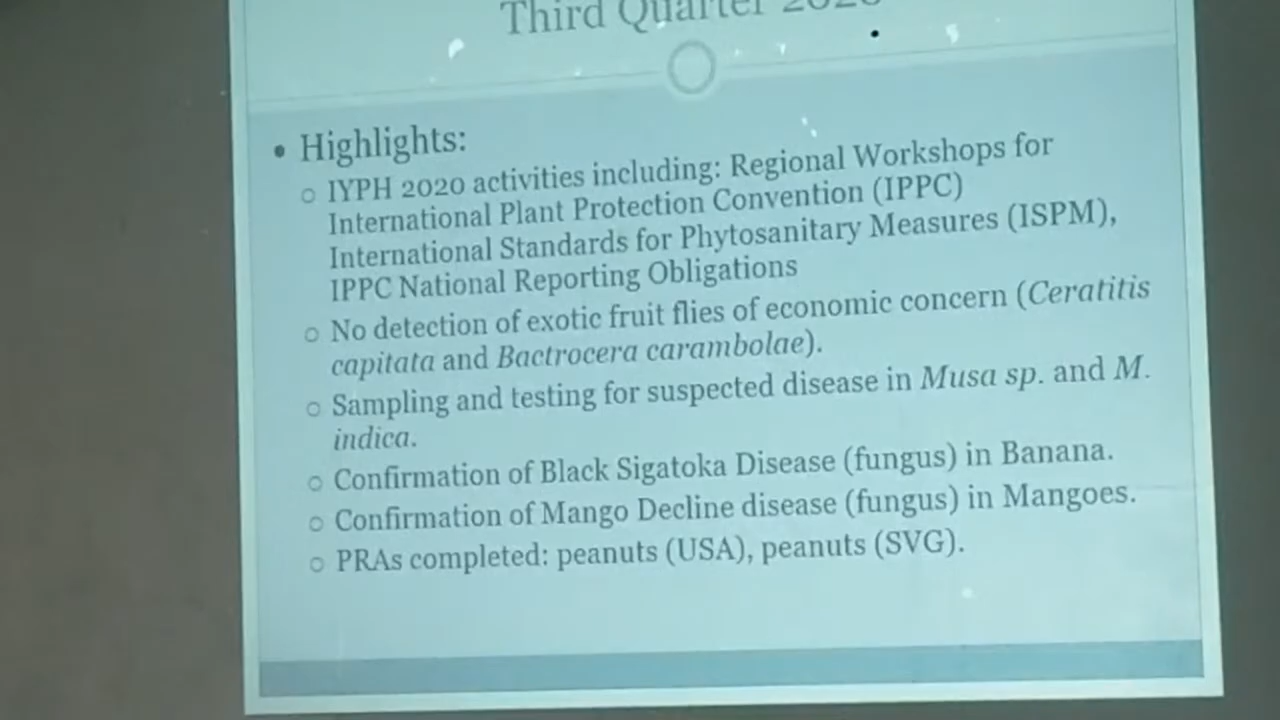 Third Quarter 2020
• Highlights:
○ IYPH 2020 activities including: Regional Workshops for
International Plant Protection Convention (IPPC)
International Standards for Phytosanitary Measures (ISPM),
IPPC National Reporting Obligations
○ No detection of exotic fruit flies of economic concern (Ceratitis
capitata and Bactrocera carambolae).
○ Sampling and testing for suspected disease in Musa sp. and M.
indica.
○ Confirmation of Black Sigatoka Disease (fungus) in Banana.
○ Confirmation of Mango Decline disease (fungus) in Mangoes.
○ PRAs completed: peanuts (USA), peanuts (SVG).